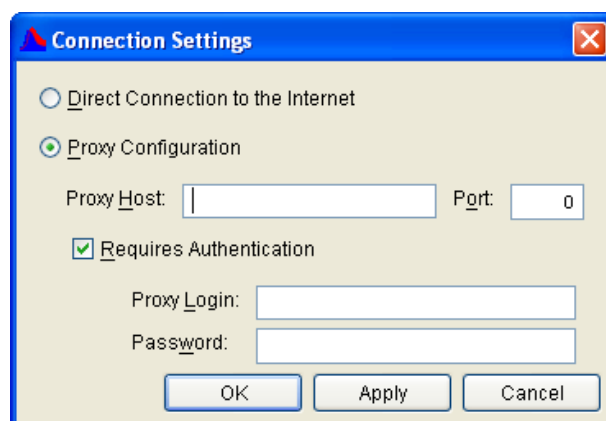 Connection Settings
Direct Connection to the Internet
Proxy Configuration
Proxy Host: Port: 0
Requires Authentication
Proxy Login:
Password:
OK Apply Cancel